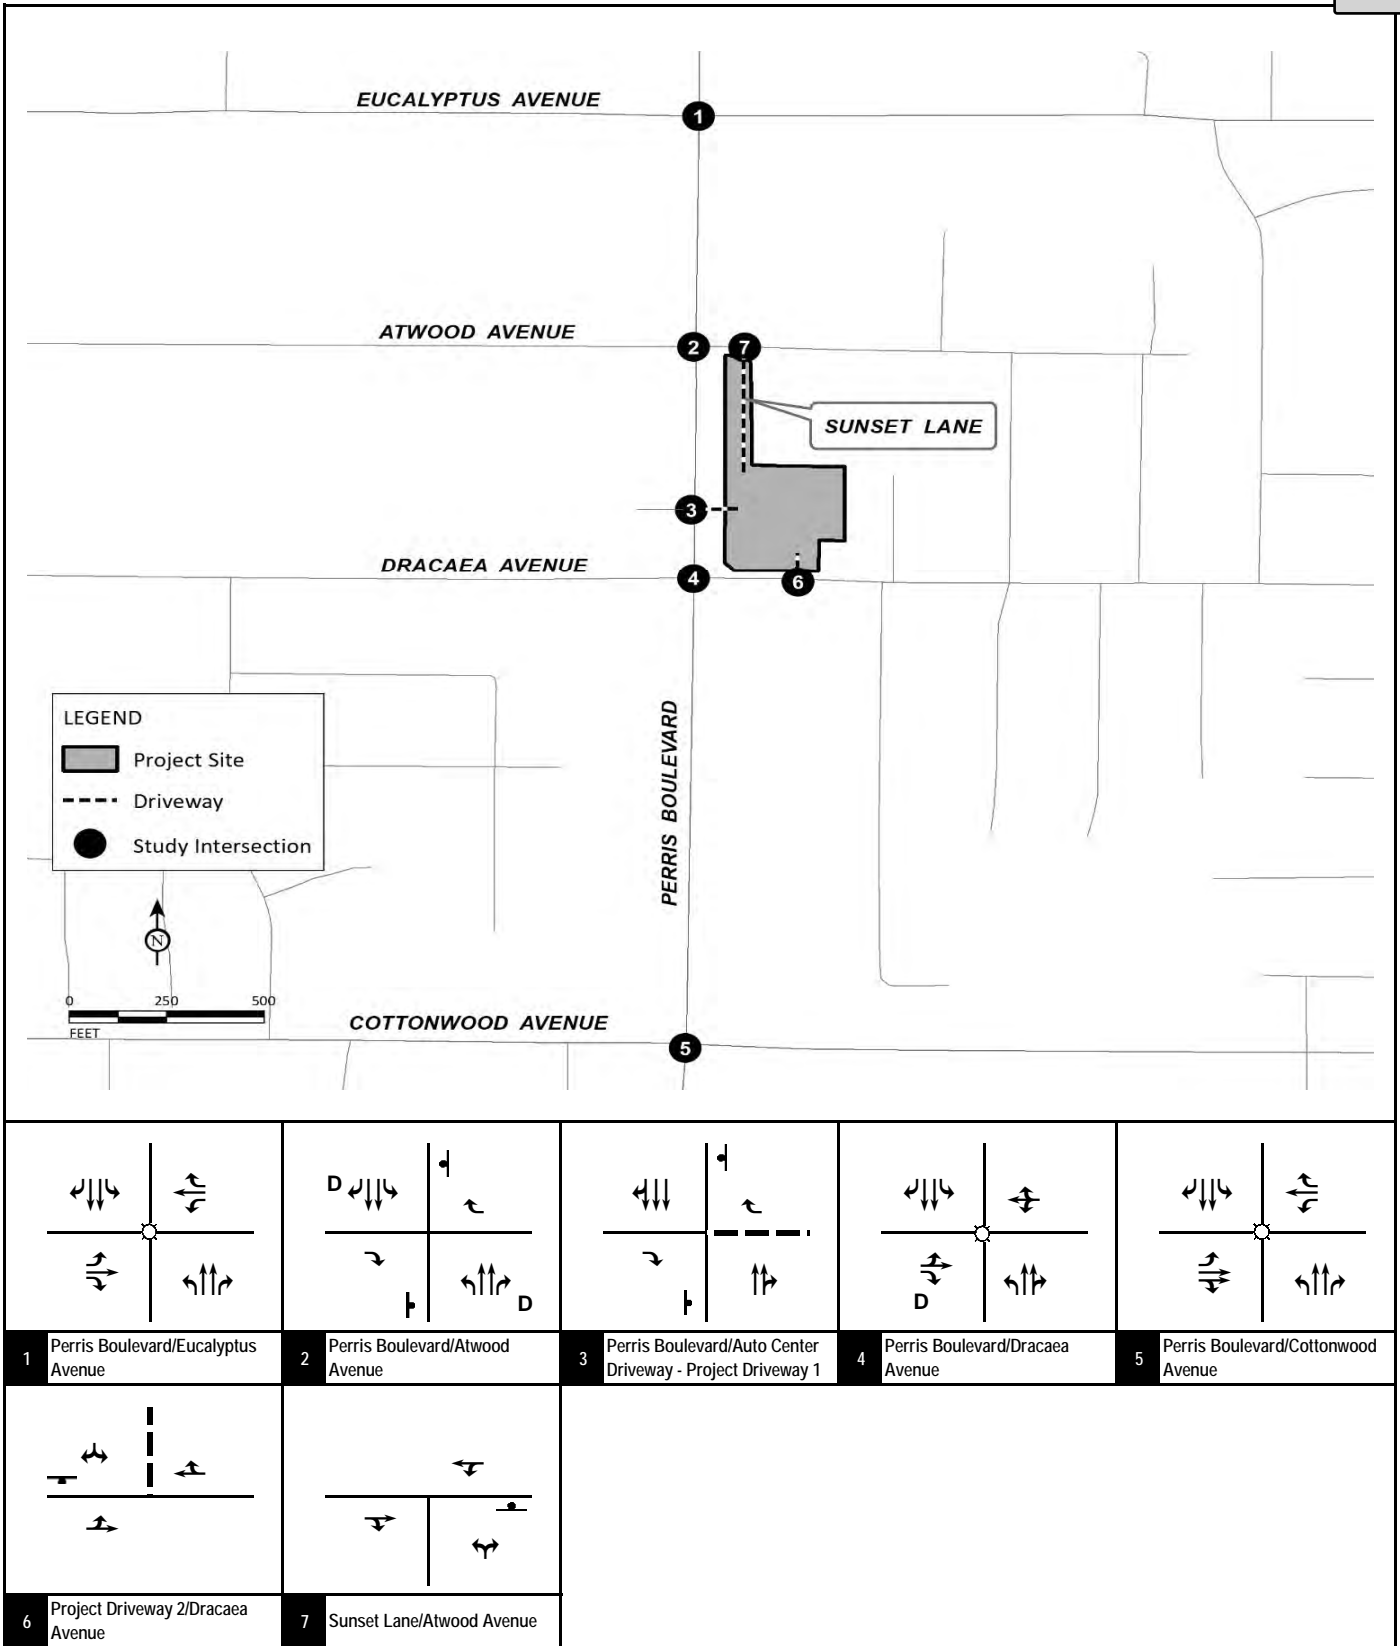 EUCALYPTUS AVENUE
1
ATWOOD AVENUE
2
7
SUNSET LANE
3
DRACAEA AVENUE
4
6
PERRIS BOULEVARD
LEGEND
Project Site
Driveway
Study Intersection
N
0 250 500
FEET
COTTONWOOD AVENUE
5
D
D
D
1 Perris Boulevard/Eucalyptus
Avenue
2 Perris Boulevard/Atwood
Avenue
3 Perris Boulevard/Auto Center
Driveway - Project Driveway 1
4 Perris Boulevard/Dracaea
Avenue
5 Perris Boulevard/Cottonwood
Avenue
6 Project Driveway 2/Dracaea
Avenue
7 Sunset Lane/Atwood Avenue